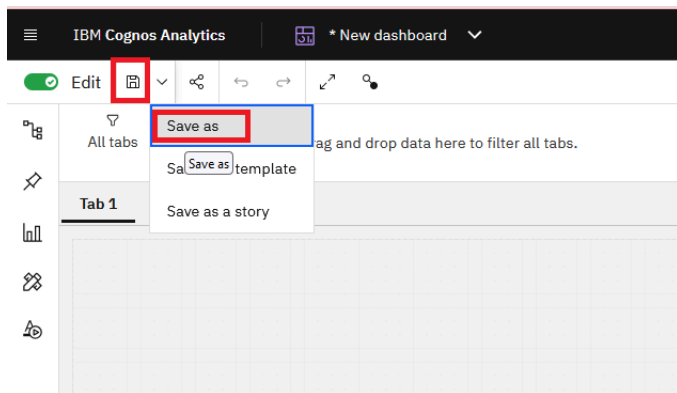 IBM Cognos Analytics
* New dashboard
Edit
Save as
All tabs
ag and drop data here to filter all tabs.
Sa
Save as
template
Tab 1
Save as a story